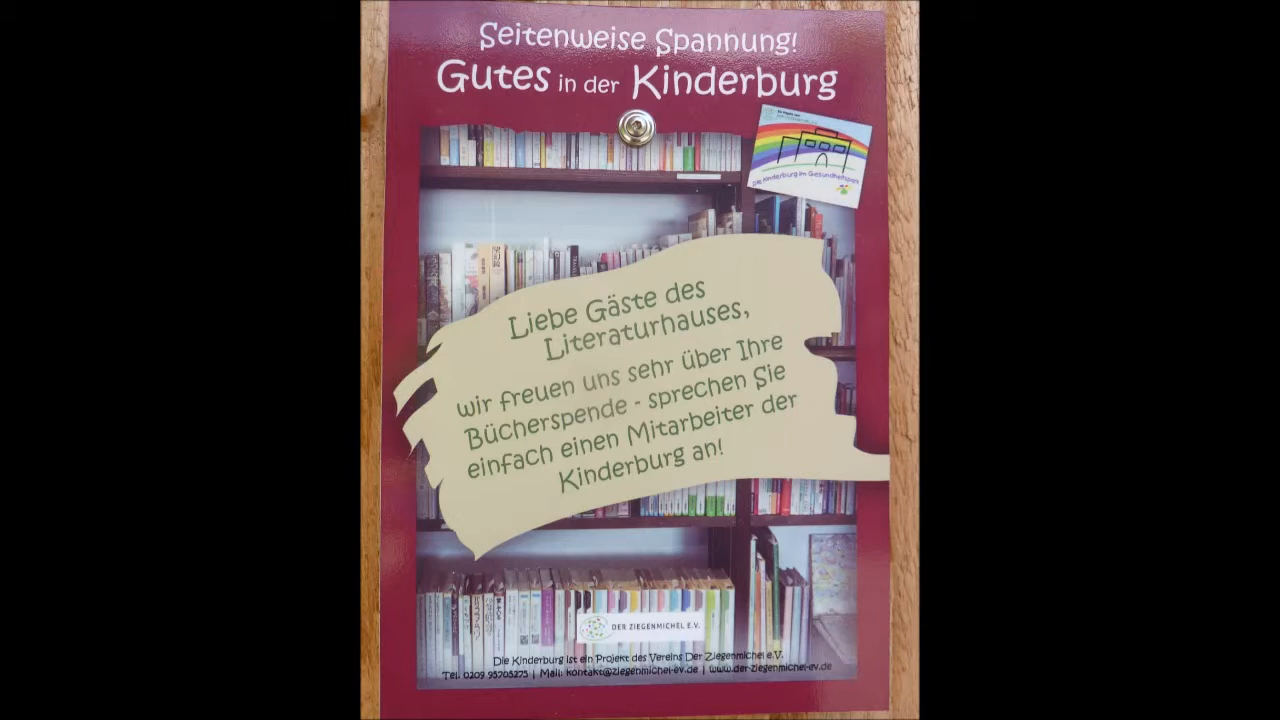 Seitenweise Spannung!
Gutes in der Kinderburg
Die Kinderburg im Gesundheitspark
Liebe Gäste des
Literaturhauses,
wir freuen uns sehr über Ihre
Bücherspende - sprechen Sie
einfach einen Mitarbeiter der
Kinderburg an!
DER ZIEGENMICHEL E.V.
Die Kinderburg ist ein Projekt des Vereins Der Ziegenmichel e.V.
Tel. 0209 95705275 | Mail: kontakt@ziegenmichel-ev.de | www.der-ziegenmichel-ev.de